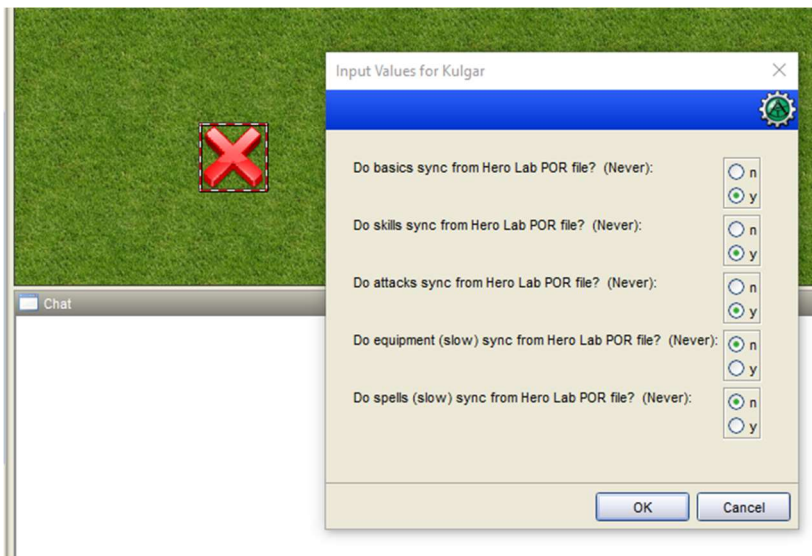 Input Values for Kulgar
Do basics sync from Hero Lab POR file? (Never):
n
y
Do skills sync from Hero Lab POR file? (Never):
n
y
Do attacks sync from Hero Lab POR file? (Never):
n
y
Chat
Do equipment (slow) sync from Hero Lab POR file? (Never):
n
y
Do spells (slow) sync from Hero Lab POR file? (Never):
n
y
OK
Cancel